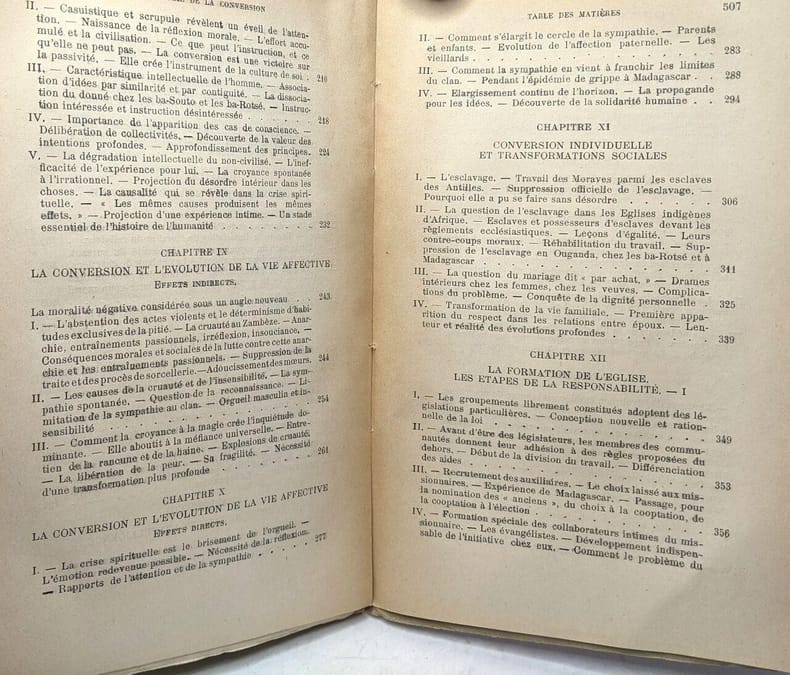 DE LA CONVERSION
II. — Casuistique et scrupule révèlent un éveil de l'atten-
tion. — Naissance de la réflexion morale. — L'effort accu-
mulé et la civilisation. — Ce que peut l'instruction, et ce
qu'elle ne peut pas. — La conversion est une victoire sur
la passivité. — Elle crée l'instrument de la culture de soi . 210
III. — Caractéristique intellectuelle de l'homme. — Associa-
tion d'idées par similarité et par contiguïté. — La dissocia-
tion du donné chez les ba-Souto et les ba-Rotsé. — Instruc-
tion intéressée et instruction désintéressée . . . . . . 218
IV. — Importance de l'apparition des cas de conscience. —
Délibération de collectivités. — Découverte de la valeur des
intentions profondes. — Approfondissement des principes. 224
V. — La dégradation intellectuelle du non-civilisé. — L'inef-
ficacité de l'expérience pour lui. — La croyance spontanée
à l'irrationnel. — Projection du désordre intérieur dans les
choses. — La causalité qui se révèle dans la crise spiri-
tuelle. — « Les mêmes causes produisent les mêmes
effets. » — Projection d'une expérience intime. — Un stade
essentiel de l'histoire de l'humanité . . . . . . . . 232
CHAPITRE IX
LA CONVERSION ET L'EVOLUTION DE LA VIE AFFECTIVE
EFFETS INDIRECTS.
La moralité négative considérée sous un angle nouveau . . 243
I. — L'abstention des actes violents et le déterminisme d'habi-
tudes exclusives de la pitié. — La cruauté au Zambèze. — Anar-
chie, entraînements passionnels, irréflexion, insouciance. —
Conséquences morales et sociales de la lutte contre cette anar-
chie et les entraînements passionnels. — Suppression de la
traite et des procès de sorcellerie. — Adoucissement des mœurs. 244
II. — Les causes de la cruauté et de l'insensibilité. — La sym-
pathie spontanée. — Question de la reconnaissance. — Li-
mitation de la sympathie au clan. — Orgueil masculin et in-
sensibilité . . . . . . . . . . . . 254
III. — Comment la croyance à la magie crée l'inquiétude do-
minante. — Elle aboutit à la méfiance universelle. — Entre-
tien de la rancune et de la haine. — Explosions de cruauté.
— La libération de la peur. — Sa fragilité. — Nécessité
d'une transformation plus profonde . . . . . . . . 261
CHAPITRE X
LA CONVERSION ET L'EVOLUTION DE LA VIE AFFECTIVE
EFFETS DIRECTS.
I. — La crise spirituelle est le brisement de l'orgueil. —
L'émotion redevenue possible. — Nécessité de la réflexion.
— Rapports de l'attention et de la sympathie . . . . . . 277
TABLE DES MATIÈRES 507
II. — Comment s'élargit le cercle de la sympathie. — Parents
et enfants. — Evolution de l'affection paternelle. — Les
vieillards . . . . . . . . . . . . 283
III. — Comment la sympathie en vient à franchir les limites
du clan. — Pendant l'épidémie de grippe à Madagascar . . 288
IV. — Elargissement continu de l'horizon. — La propagande
pour les idées. — Découverte de la solidarité humaine . . 294
CHAPITRE XI
CONVERSION INDIVIDUELLE
ET TRANSFORMATIONS SOCIALES
I. — L'esclavage. — Travail des Moraves parmi les esclaves
des Antilles. — Suppression officielle de l'esclavage. —
Pourquoi elle a pu se faire sans désordre . . . . . . 306
II. — La question de l'esclavage dans les Eglises indigènes
d'Afrique. — Esclaves et possesseurs d'esclaves devant les
règlements ecclésiastiques. — Leçons d'égalité. — Leurs
contre-coups moraux. — Réhabilitation du travail. — Sup-
pression de l'esclavage en Ouganda, chez les ba-Rotsé et à
Madagascar . . . . . . . . . . . . 311
III. — La question du mariage dit « par achat. » — Drames
intérieurs chez les femmes, chez les veuves. — Complica-
tions du problème. — Conquête de la dignité personnelle . 325
IV. — Transformation de la vie familiale. — Première appa-
rition du respect dans les relations entre époux. — Len-
teur et réalité des évolutions profondes . . . . . . . 339
CHAPITRE XII
LA FORMATION DE L'EGLISE.
LES ETAPES DE LA RESPONSABILITÉ. — I
I. — Les groupements librement constitués adoptent des lé-
gislations particulières. — Conception nouvelle et ration-
nelle de la loi . . . . . . . . . . . . 349
II. — Avant d'être des législateurs, les membres des commu-
nautés donnent leur adhésion à des règles proposées du
dehors. — Début de la division du travail. — Différenciation
des aides . . . . . . . . . . . . 353
III. — Recrutement des auxiliaires. — Le choix laissé aux mis-
sionnaires. — Expérience de Madagascar. — Passage, pour
la nomination des « anciens », du choix à la cooptation, de
la cooptation à l'élection . . . . . . . . . . 356
IV. — Formation spéciale des collaborateurs intimes du mis-
sionnaire. — Les évangélistes. — Développement indispen-
sable de l'initiative chez eux. — Comment le problème du